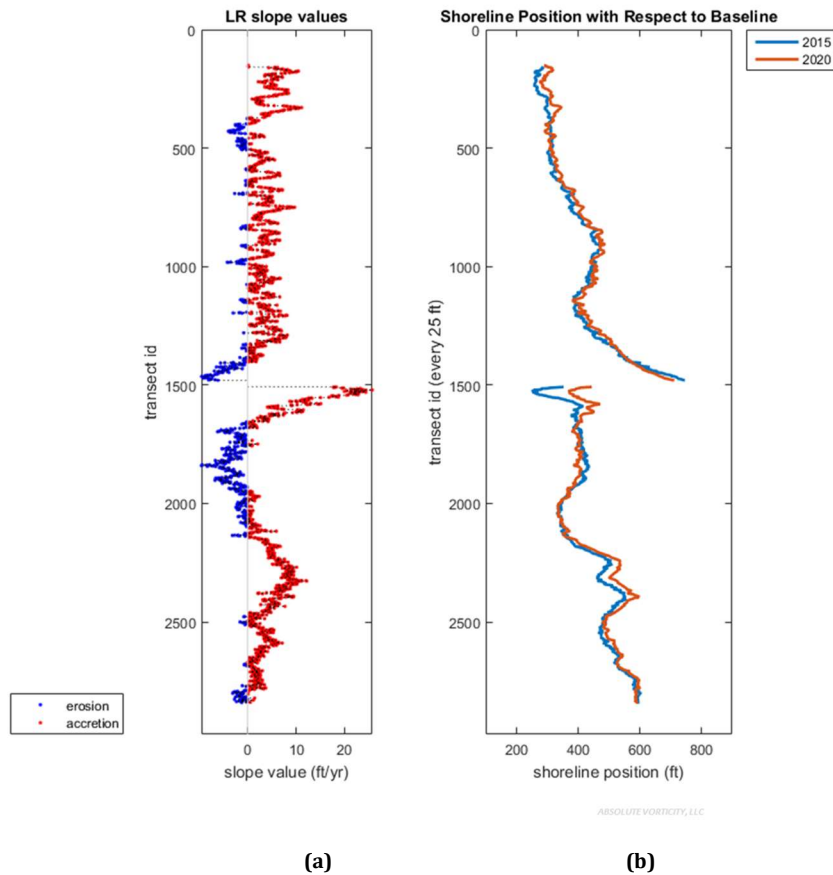 LR slope values
0
500
1000
1500
2000
2500
transect id
0
10
20
slope value (ft/yr)
erosion
accretion
Shoreline Position with Respect to Baseline
0
500
1000
1500
2000
2500
transect id (every 25 ft)
200
400
600
800
shoreline position (ft)
2015
2020
ABSOLUTE VORTICITY, LLC
(a)
(b)